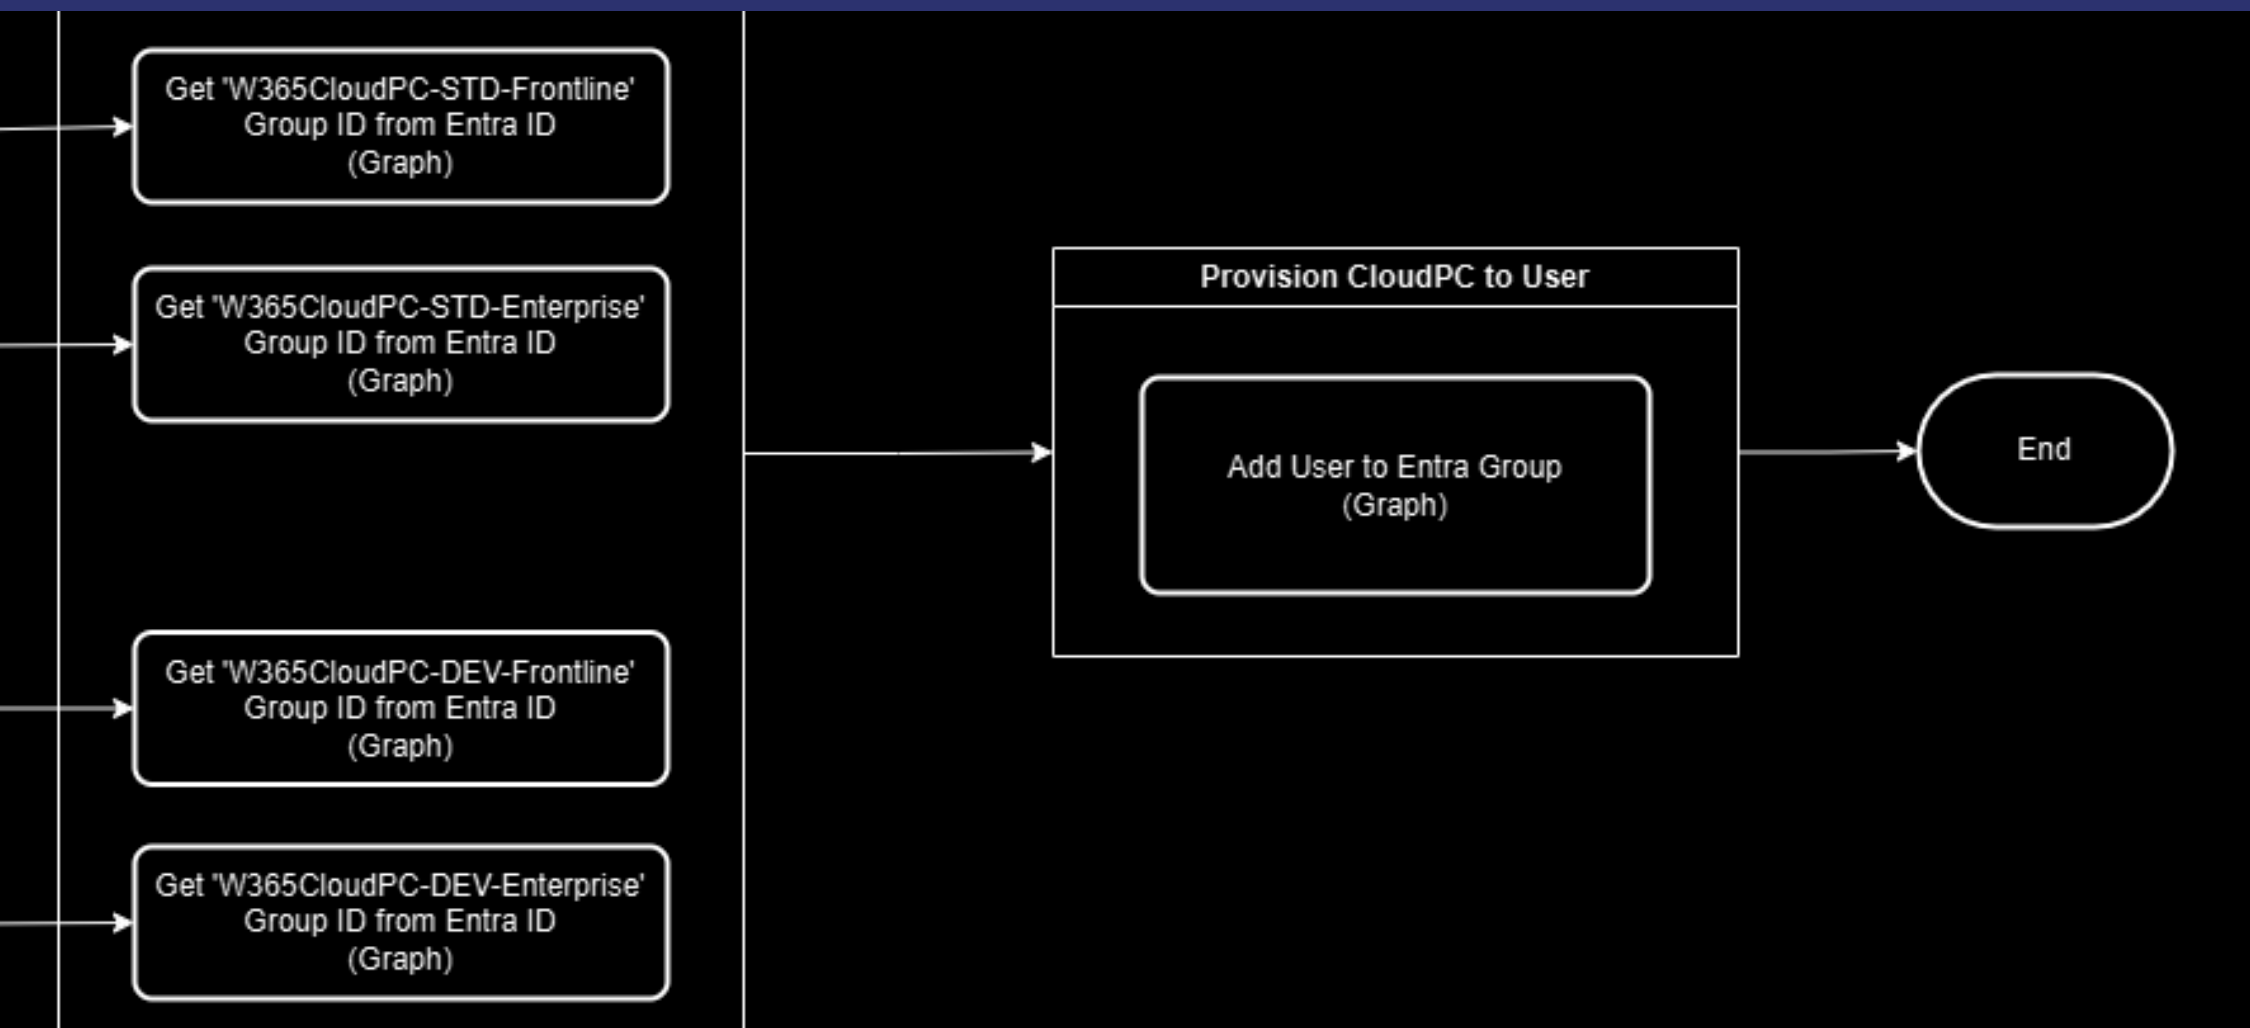 Get 'W365CloudPC-STD-Frontline'
Group ID from Entra ID
(Graph)
Get 'W365CloudPC-STD-Enterprise'
Group ID from Entra ID
(Graph)
Get 'W365CloudPC-DEV-Frontline'
Group ID from Entra ID
(Graph)
Get 'W365CloudPC-DEV-Enterprise'
Group ID from Entra ID
(Graph)
Provision CloudPC to User
Add User to Entra Group
(Graph)
End